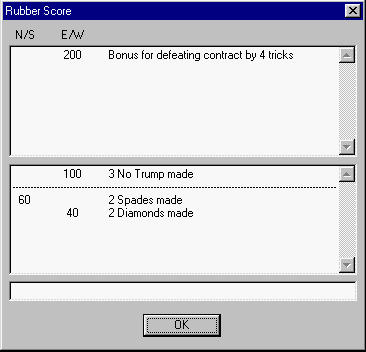 Rubber Score
N/S E/W
200 Bonus for defeating contract by 4 tricks
100 3 No Trump made
60 2 Spades made
40 2 Diamonds made
OK